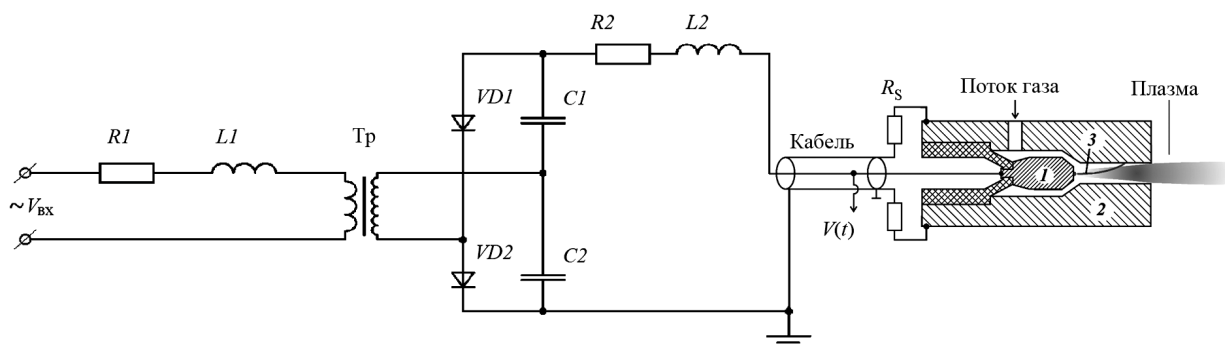 R2
L2
VD1
C1
R_S
Поток газа
Плазма
R1
L1
Тр
Кабель
3
~V_вх
1
V(t)
2
VD2
C2